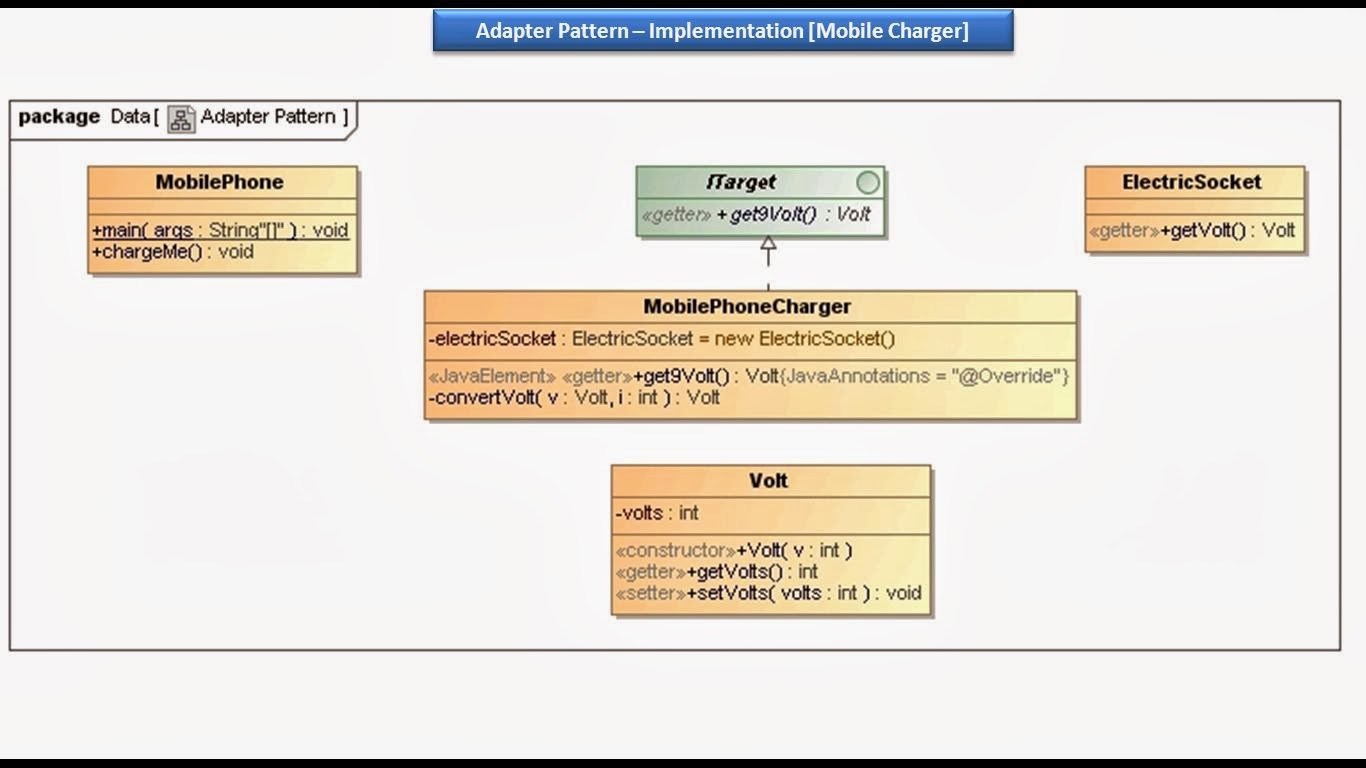 Adapter Pattern – Implementation [Mobile Charger]
package Data[ Adapter Pattern ]
MobilePhone
+main( args : String"[]" ) : void
+chargeMe() : void
ITarget
«getter» +get9Volt() : Volt
ElectricSocket
«getter»+getVolt() : Volt
MobilePhoneCharger
-electricSocket : ElectricSocket = new ElectricSocket()
«JavaElement» «getter»+get9Volt() : Volt{JavaAnnotations = "@Override"}
-convertVolt( v : Volt, i : int ) : Volt
Volt
-volts : int
«constructor»+Volt( v : int )
«getter»+getVolts() : int
«setter»+setVolts( volts : int ) : void